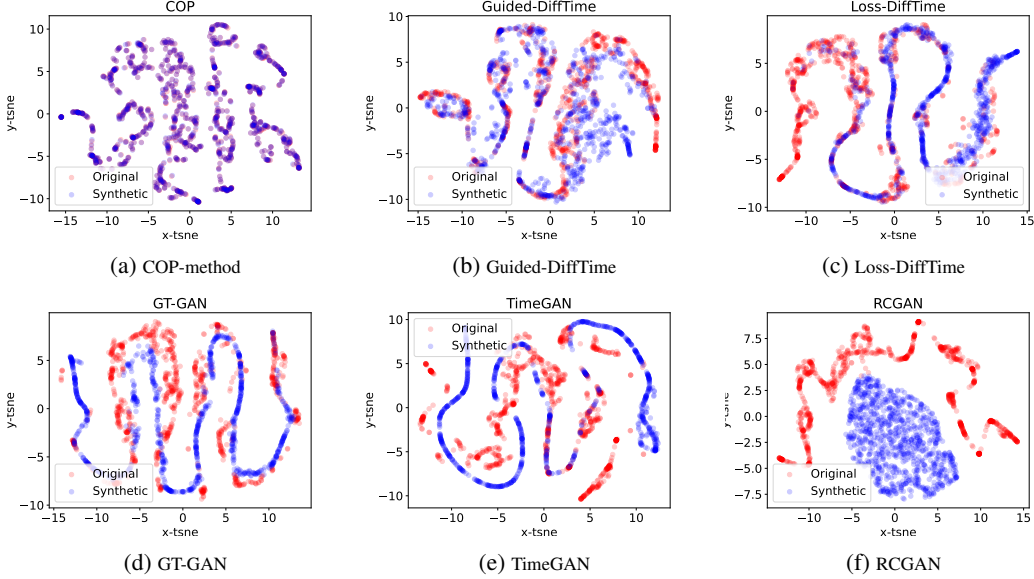 COP
10
5
0
−5
−10
y-tsne
Original
Synthetic
−15
−10
−5
0
5
10
x-tsne
(a) COP-method
Guided-DiffTime
5
0
−5
−10
y-tsne
Original
Synthetic
−15
−10
−5
0
5
10
x-tsne
(b) Guided-DiffTime
Loss-DiffTime
5
0
−5
−10
y-tsne
Original
Synthetic
−10
−5
0
5
10
15
x-tsne
(c) Loss-DiffTime
GT-GAN
5
0
−5
−10
y-tsne
Original
Synthetic
−15
−10
−5
0
5
10
x-tsne
(d) GT-GAN
TimeGAN
10
5
0
−5
−10
y-tsne
Original
Synthetic
−10
−5
0
5
10
x-tsne
(e) TimeGAN
RCGAN
7.5
5.0
2.5
0.0
−2.5
−5.0
−7.5
y-tsne
Original
Synthetic
−10
−5
0
5
10
15
x-tsne
(f) RCGAN